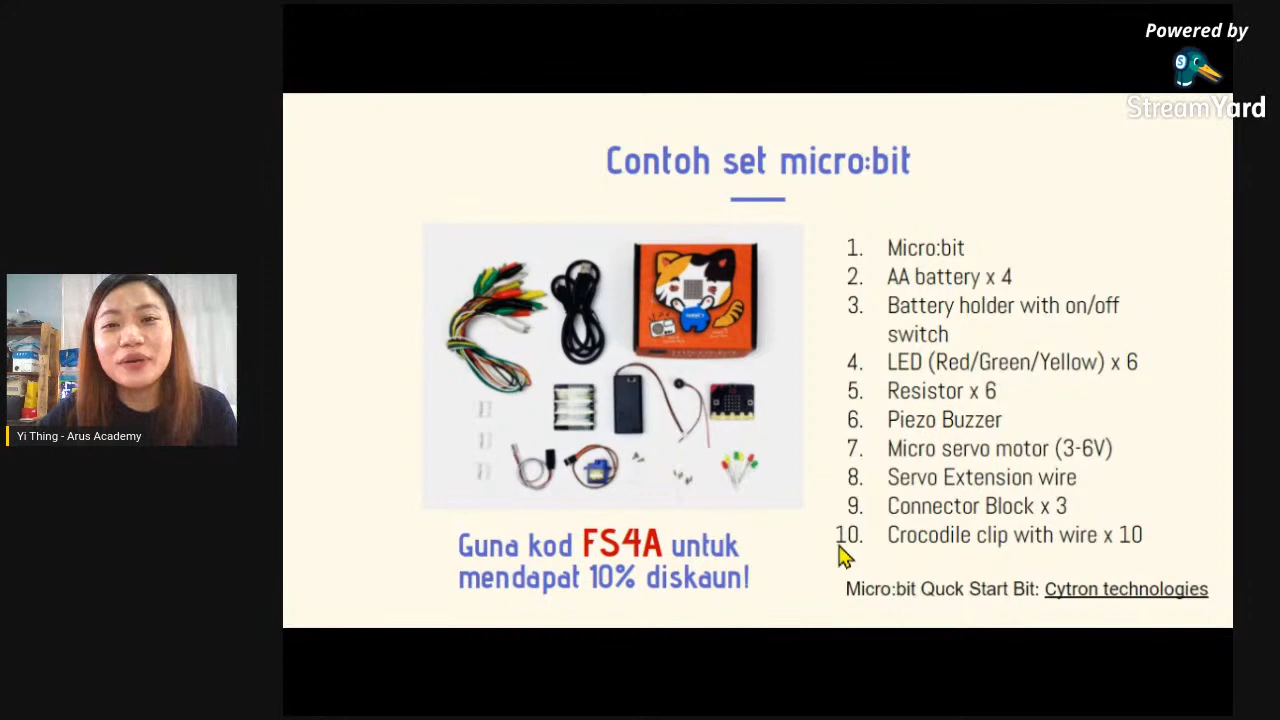 Powered by
StreamYard
Contoh set micro:bit
1. Micro:bit
2. AA battery x 4
3. Battery holder with on/off
switch
4. LED (Red/Green/Yellow) x 6
5. Resistor x 6
6. Piezo Buzzer
7. Micro servo motor (3-6V)
8. Servo Extension wire
9. Connector Block x 3
10. Crocodile clip with wire x 10
Guna kod FS4A untuk
mendapat 10% diskaun!
Micro:bit Quck Start Bit: Cytron technologies
Yi Thing - Arus Academy